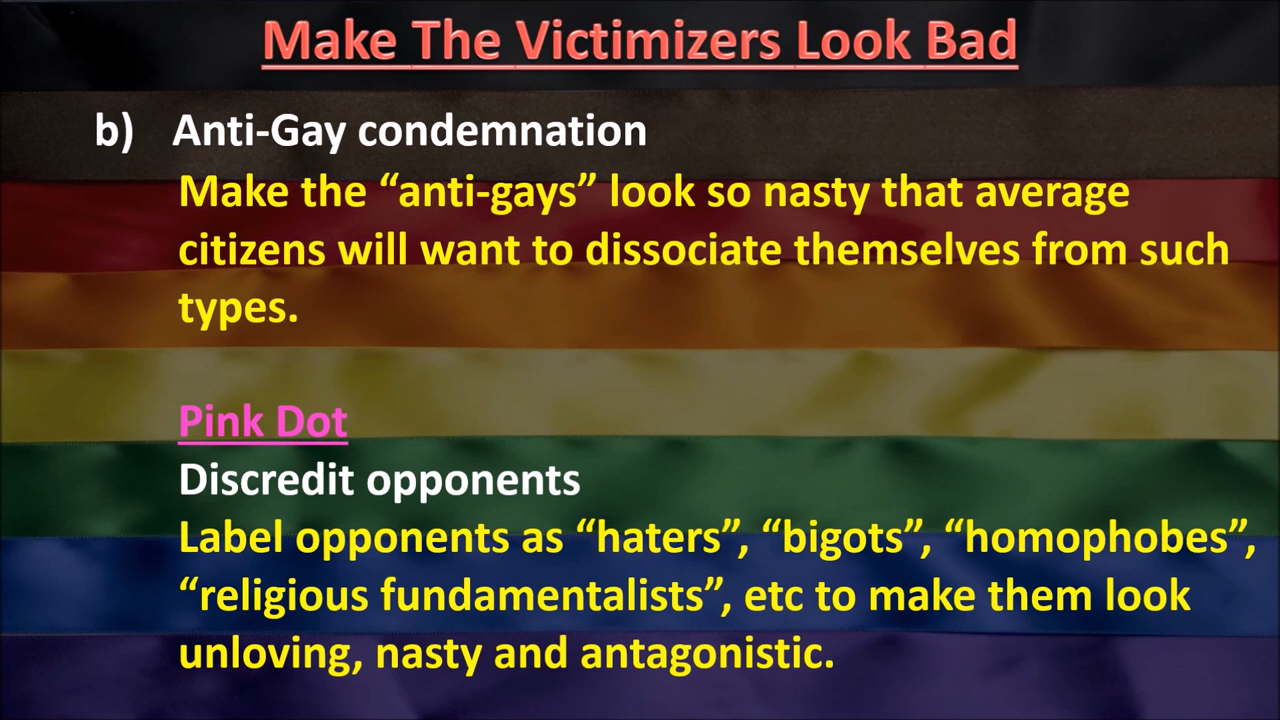 Make The Victimizers Look Bad
b) Anti-Gay condemnation
Make the “anti-gays” look so nasty that average
citizens will want to dissociate themselves from such
types.
Pink Dot
Discredit opponents
Label opponents as “haters”, “bigots”, “homophobes”,
“religious fundamentalists”, etc to make them look
unloving, nasty and antagonistic.